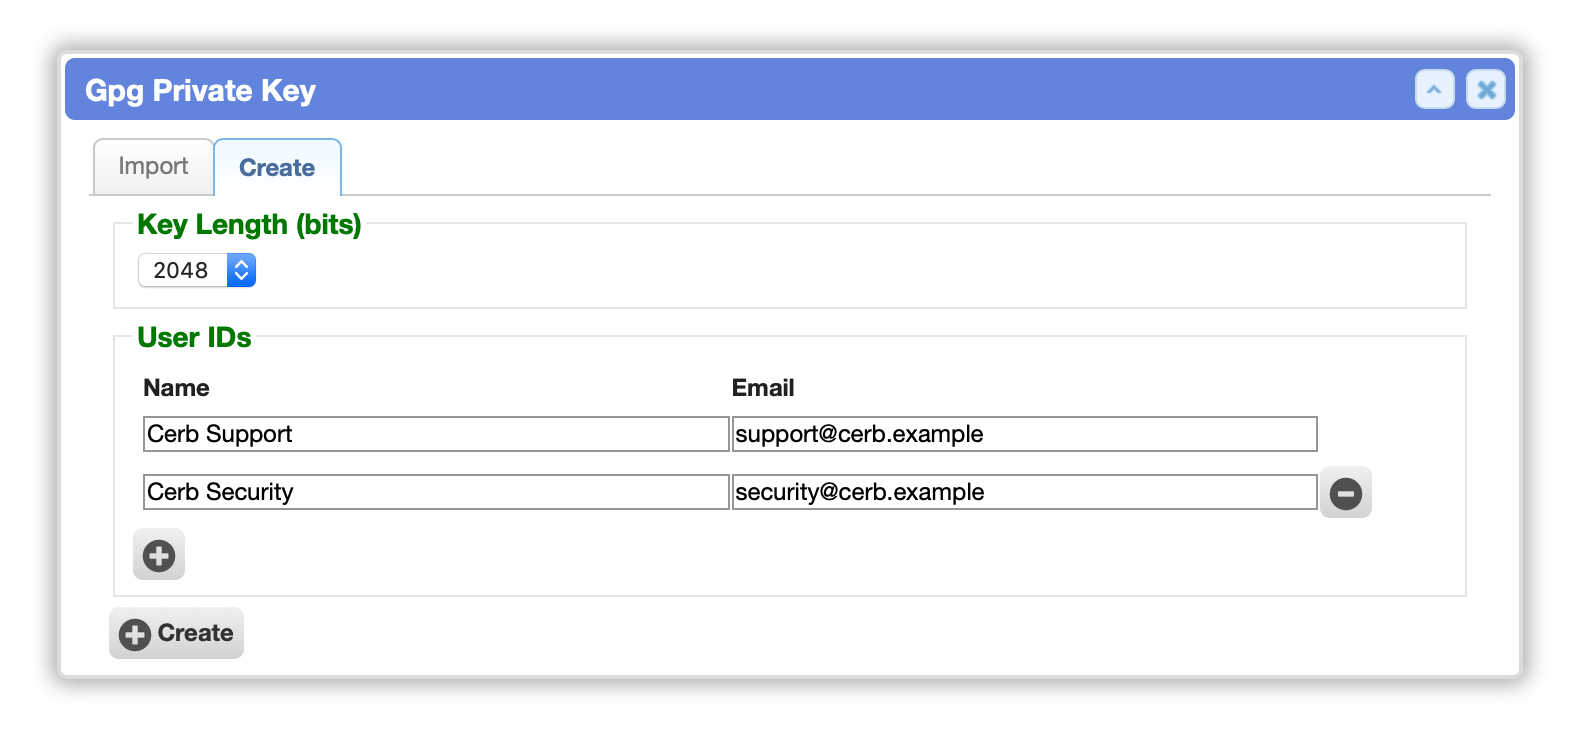 Gpg Private Key
Import Create
Key Length (bits)
2048
User IDs
Name Email
Cerb Support support@cerb.example
Cerb Security security@cerb.example
Create